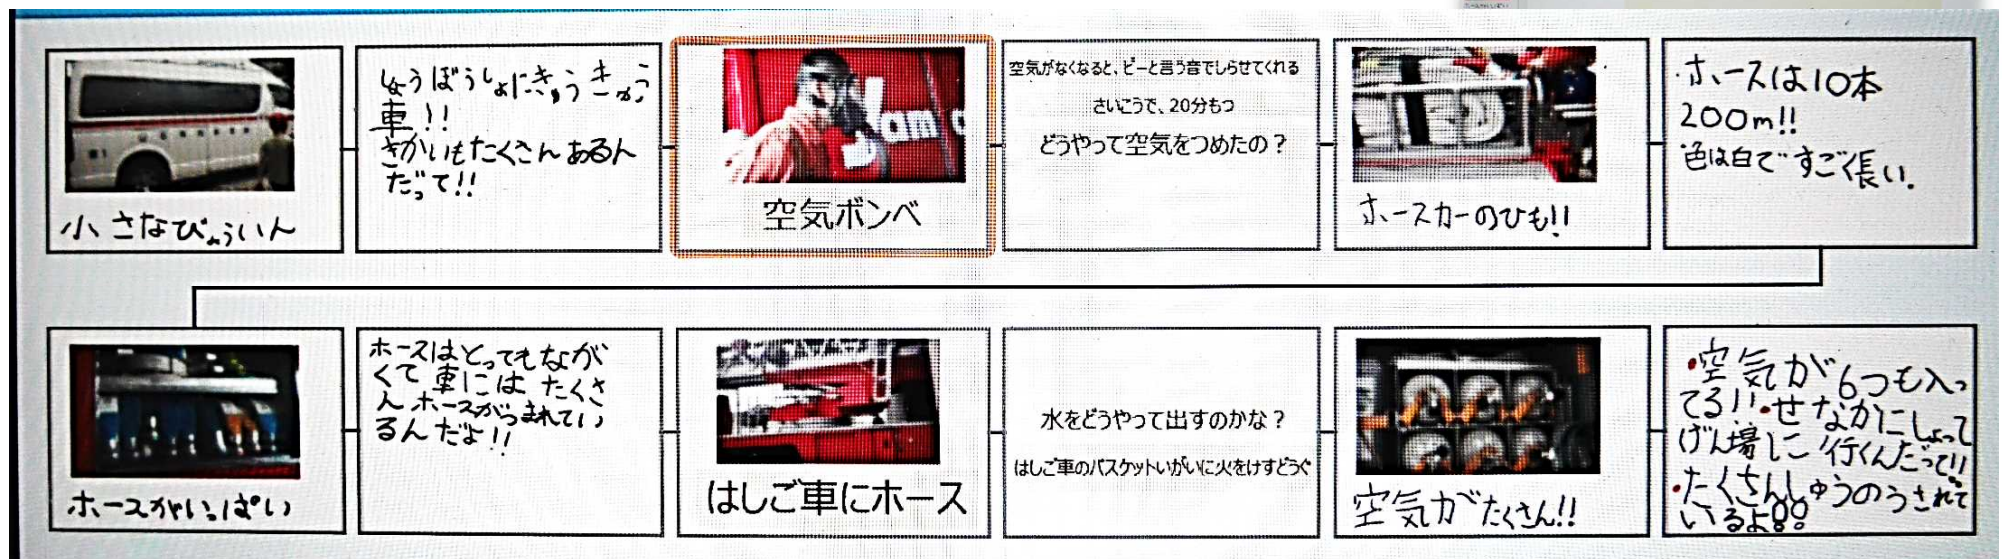 小さなびょういん
しょうぼうしょにきゅうきゅう
車!!
きかいもたくさんあるん
だって!!
空気ボンベ
空気がなくなると、ピーと言う音でしらせてくれる
さいこうで、20分もつ
どうやって空気をつめたの？
ホースカーのひも!!
・ホースは10本
200m!!
・色は白ですごく長い.
ホースがいっぱい
ホースはとってもなが
くて車にはたくさ
んホースがつまれてい
るんだよ!!
はしご車にホース
水をどうやって出すのかな？
はしご車のバスケットいがいに火をけすどうぐ
空気がたくさん!!
・空気が6つも入っ
てる!!・せなかにしょって
げん場に行くんだって!!
・たくさんしゅうのうされて
いるよ!!